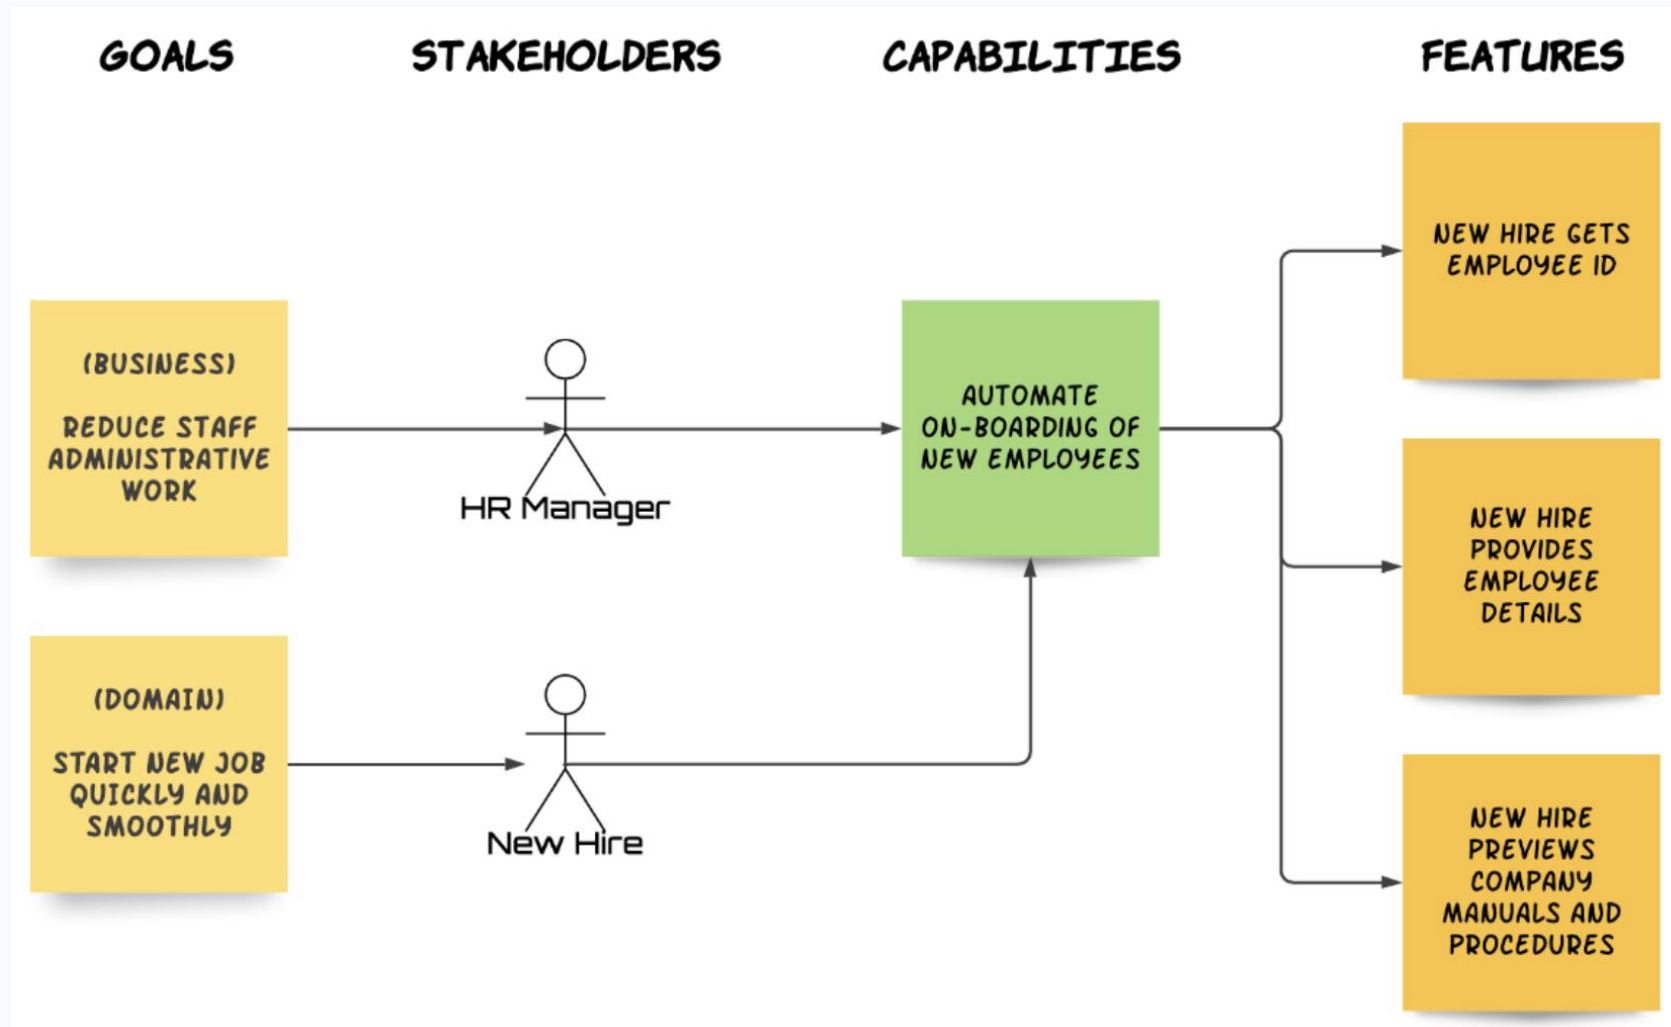 GOALS
STAKEHOLDERS
CAPABILITIES
FEATURES
(BUSINESS)
REDUCE STAFF
ADMINISTRATIVE
WORK
HR Manager
AUTOMATE
ON-BOARDING OF
NEW EMPLOYEES
NEW HIRE GETS
EMPLOYEE ID
NEW HIRE
PROVIDES
EMPLOYEE
DETAILS
(DOMAIN)
START NEW JOB
QUICKLY AND
SMOOTHLY
New Hire
NEW HIRE
PREVIEWS
COMPANY
MANUALS AND
PROCEDURES